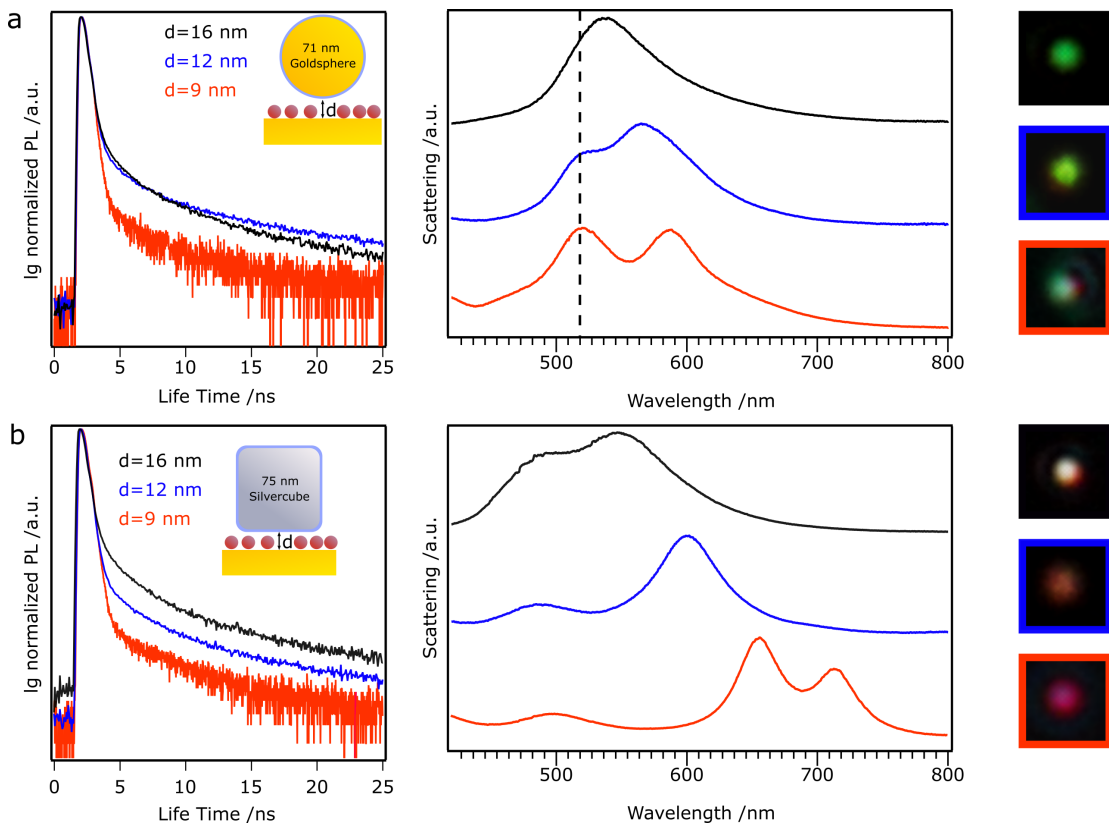 a
d=16 nm
d=12 nm
d=9 nm
71 nm
Goldsphere
d
lg normalized PL /a.u.
0 5 10 15 20 25
Life Time /ns
Scattering /a.u.
500 600 700 800
Wavelength /nm
b
d=16 nm
d=12 nm
d=9 nm
75 nm
Silvercube
d
lg normalized PL /a.u.
0 5 10 15 20 25
Life Time /ns
Scattering /a.u.
500 600 700 800
Wavelength /nm